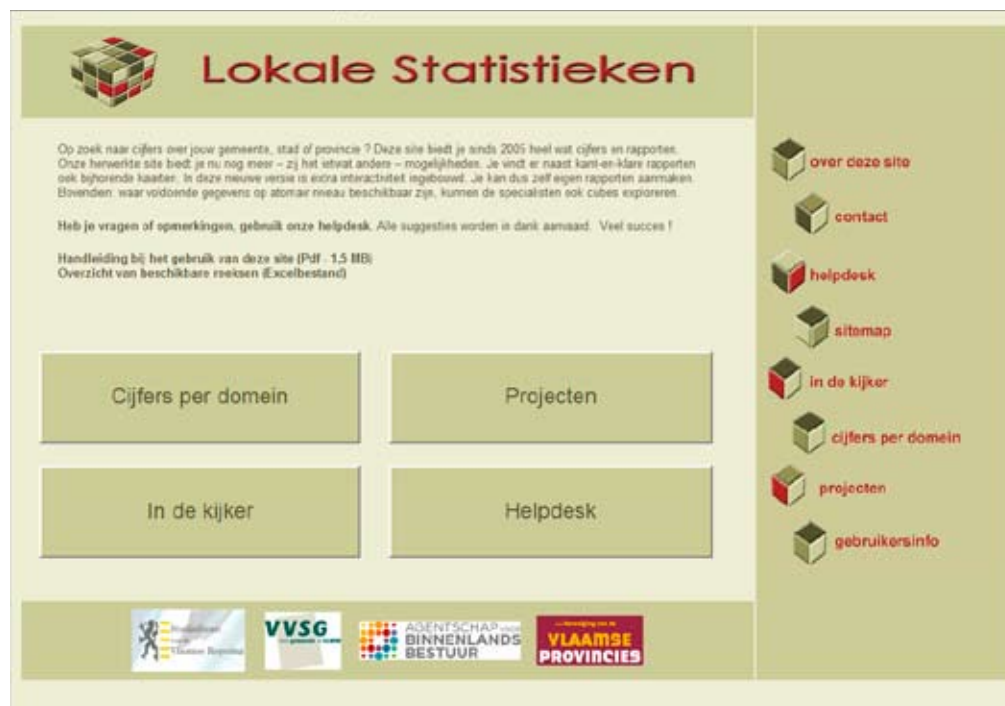 Lokale Statistieken
Op zoek naar cijfers over jouw gemeente, stad of provincie ? Deze site biedt je sinds 2005 heel wat cijfers en rapporten.
Onze herwerkte site biedt je nu nog meer – zij het ietwat andere – mogelijkheden. Je vindt er naast kant-en-klare rapporten
ook bijhorende kaarten. In deze nieuwe versie is extra interactiviteit ingebouwd. Je kan dus zelf eigen rapporten aanmaken.
Bovendien: waar voldoende gegevens op atomair niveau beschikbaar zijn, kunnen de specialisten ook cubes exploreren.
Heb je vragen of opmerkingen, gebruik onze helpdesk. Alle suggesties worden in dank aanvaard. Veel succes !
Handleiding bij het gebruik van deze site (Pdf - 1,5 MB)
Overzicht van beschikbare reeksen (Excelbestand)
Cijfers per domein
Projecten
In de kijker
Helpdesk
over deze site
contact
helpdesk
sitemap
in de kijker
cijfers per domein
projecten
gebruikersinfo
Vlaamse Regering
VVSG
AGENTSCHAP VOOR
BINNENLANDS
BESTUUR
Vereniging van de
VLAAMSE
PROVINCIES